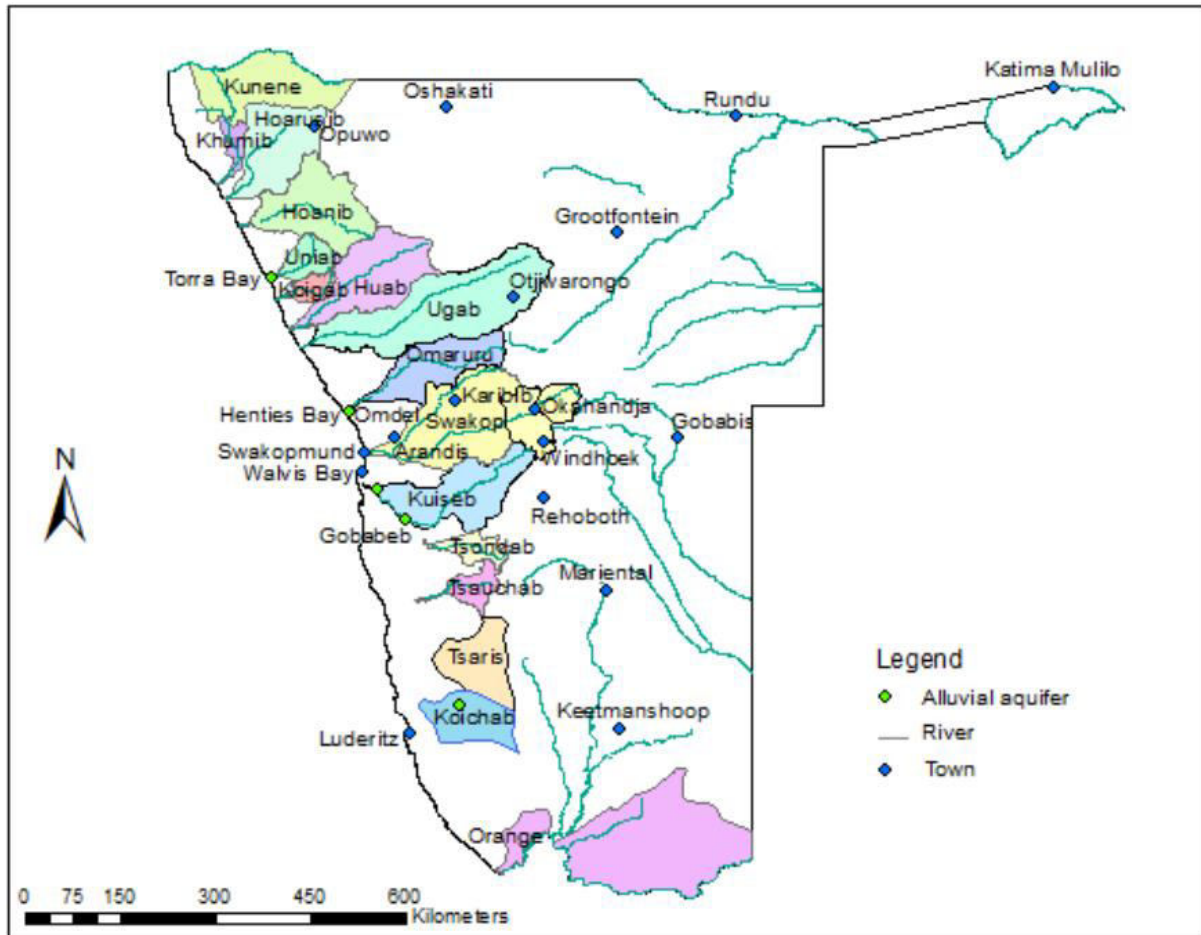 Katima Mulilo
Kunene
Oshakati
Rundu
Hoarusib
Khumib
Opuwo
Hoanib
Grootfontein
Uniab
Torra Bay
Koigab
Huab
Otjiwarongo
Ugab
Omaruru
Karibib
Henties Bay
Omdel
Okahandja
Swakop
Gobabis
Swakopmund
Arandis
Windhoek
Walvis Bay
N
Kuiseb
Rehoboth
Gobabeb
Tsondab
Mariental
Tsauchab
Tsaris
Legend
Alluvial aquifer
Koichab
Keetmanshoop
River
Luderitz
Town
Orange
0 75 150 300 450 600
Kilometers